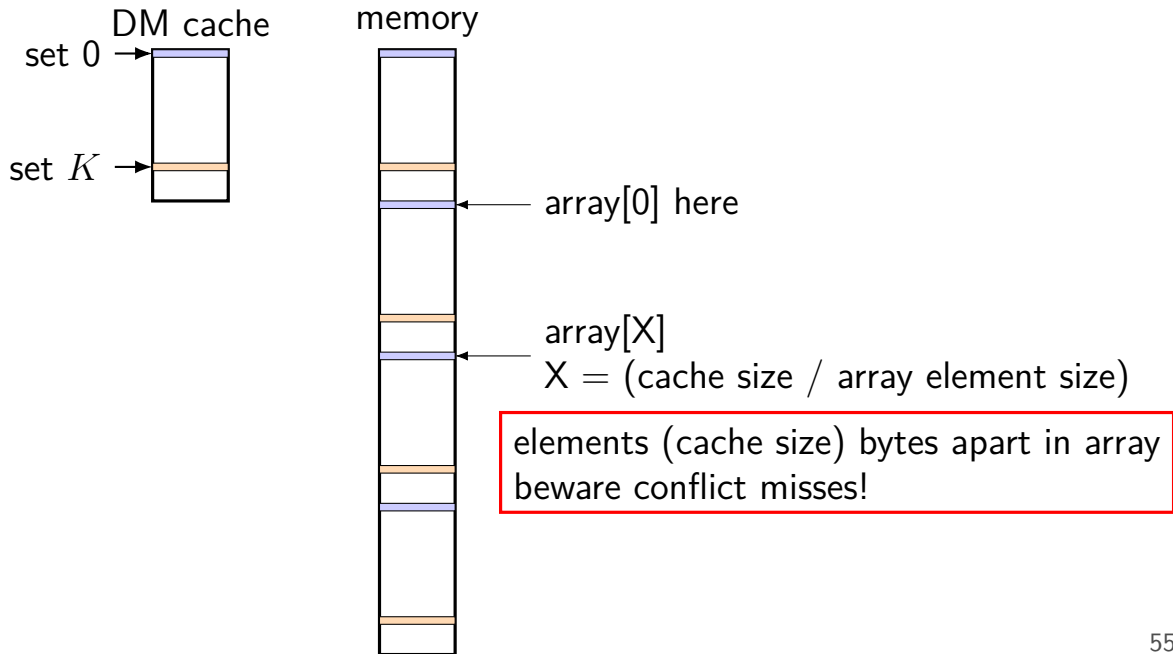 DM cache
memory
set 0
set K
array[0] here
array[X]
X = (cache size / array element size)
elements (cache size) bytes apart in array
beware conflict misses!
55